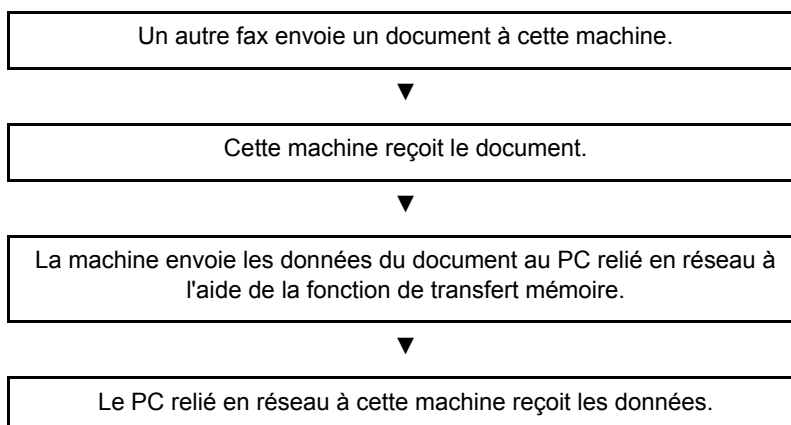 Un autre fax envoie un document à cette machine.
▼
Cette machine reçoit le document.
▼
La machine envoie les données du document au PC relié en réseau à
l'aide de la fonction de transfert mémoire.
▼
Le PC relié en réseau à cette machine reçoit les données.